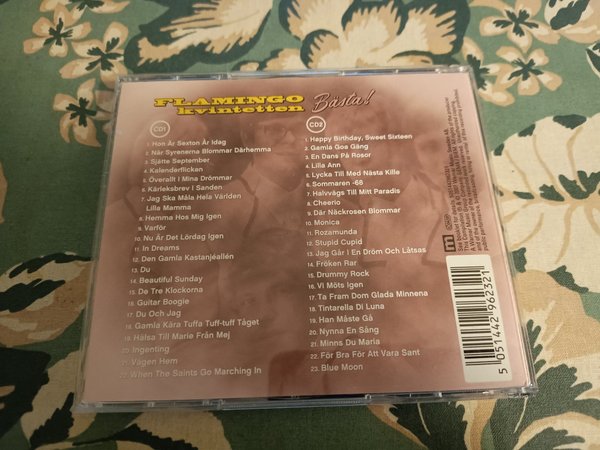 FLAMINGO
kvintetten
Bästa!
CD1
1. Hon Är Sexton År Idag
2. När Syrenerna Blommar Därhemma
3. Sjätte September
4. Kalenderflickan
5. Överallt I Mina Drömmar
6. Kärleksbrev I Sanden
7. Jag Ska Måla Hela Världen
Lilla Mamma
8. Hemma Hos Mig Igen
9. Varför
10. Nu Är Det Lördag Igen
11. In Dreams
12. Den Gamla Kastanjeallén
13. Du
14. Beautiful Sunday
15. De Tre Klockorna
16. Guitar Boogie
17. Du Och Jag
18. Gamla Kära Tuffa Tuff-tuff Tåget
19. Hälsa Till Marie Från Mej
20. Ingenting
21. Vägen Hem
22. When The Saints Go Marching In
CD2
1. Happy Birthday, Sweet Sixteen
2. Gamla Goa Gäng
3. En Dans På Rosor
4. Lilla Ann
5. Lycka Till Med Nästa Kille
6. Sommaren -68
7. Halvvägs Till Mitt Paradis
8. Cheerio
9. Där Näckrosen Blommar
10. Monica
11. Rozamunda
12. Stupid Cupid
13. Jag Går I En Dröm Och Låtsas
14. Fröken Rar
15. Drummy Rock
16. Vi Möts Igen
17. Ta Fram Dom Glada Minnena
18. Tintarella Di Luna
19. Han Måste Gå
20. Nynna En Sång
21. Minns Du Maria
22. För Bra För Att Vara Sant
23. Blue Moon
5 051442 962321